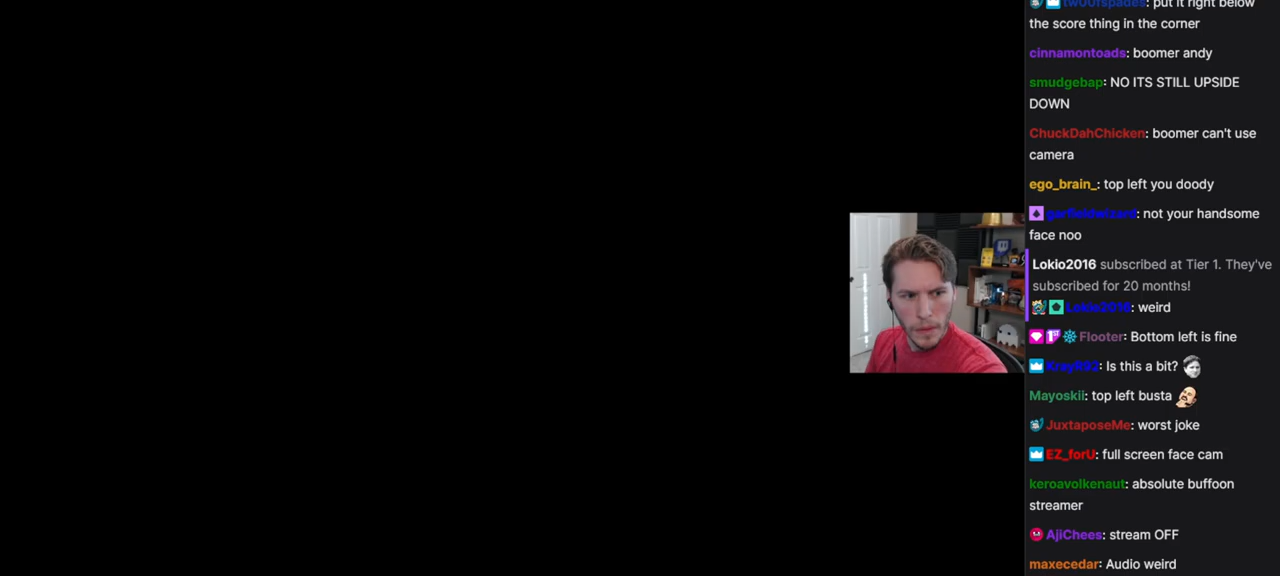 twoofspades: put it right below
the score thing in the corner
cinnamontoads: boomer andy
smudgebap: NO ITS STILL UPSIDE
DOWN
ChuckDahChicken: boomer can't use
camera
ego_brain_: top left you doody
garfieldwizard: not your handsome
face noo
Lokio2016 subscribed at Tier 1. They've
subscribed for 20 months!
Lokio2016: weird
Flooter: Bottom left is fine
: Is this a bit?
Mayoskii: top left busta
JuxtaposeMe: worst joke
EZ_forU: full screen face cam
keroavolkenaut: absolute buffoon
streamer
AjiChees: stream OFF
maxecedar: Audio weird